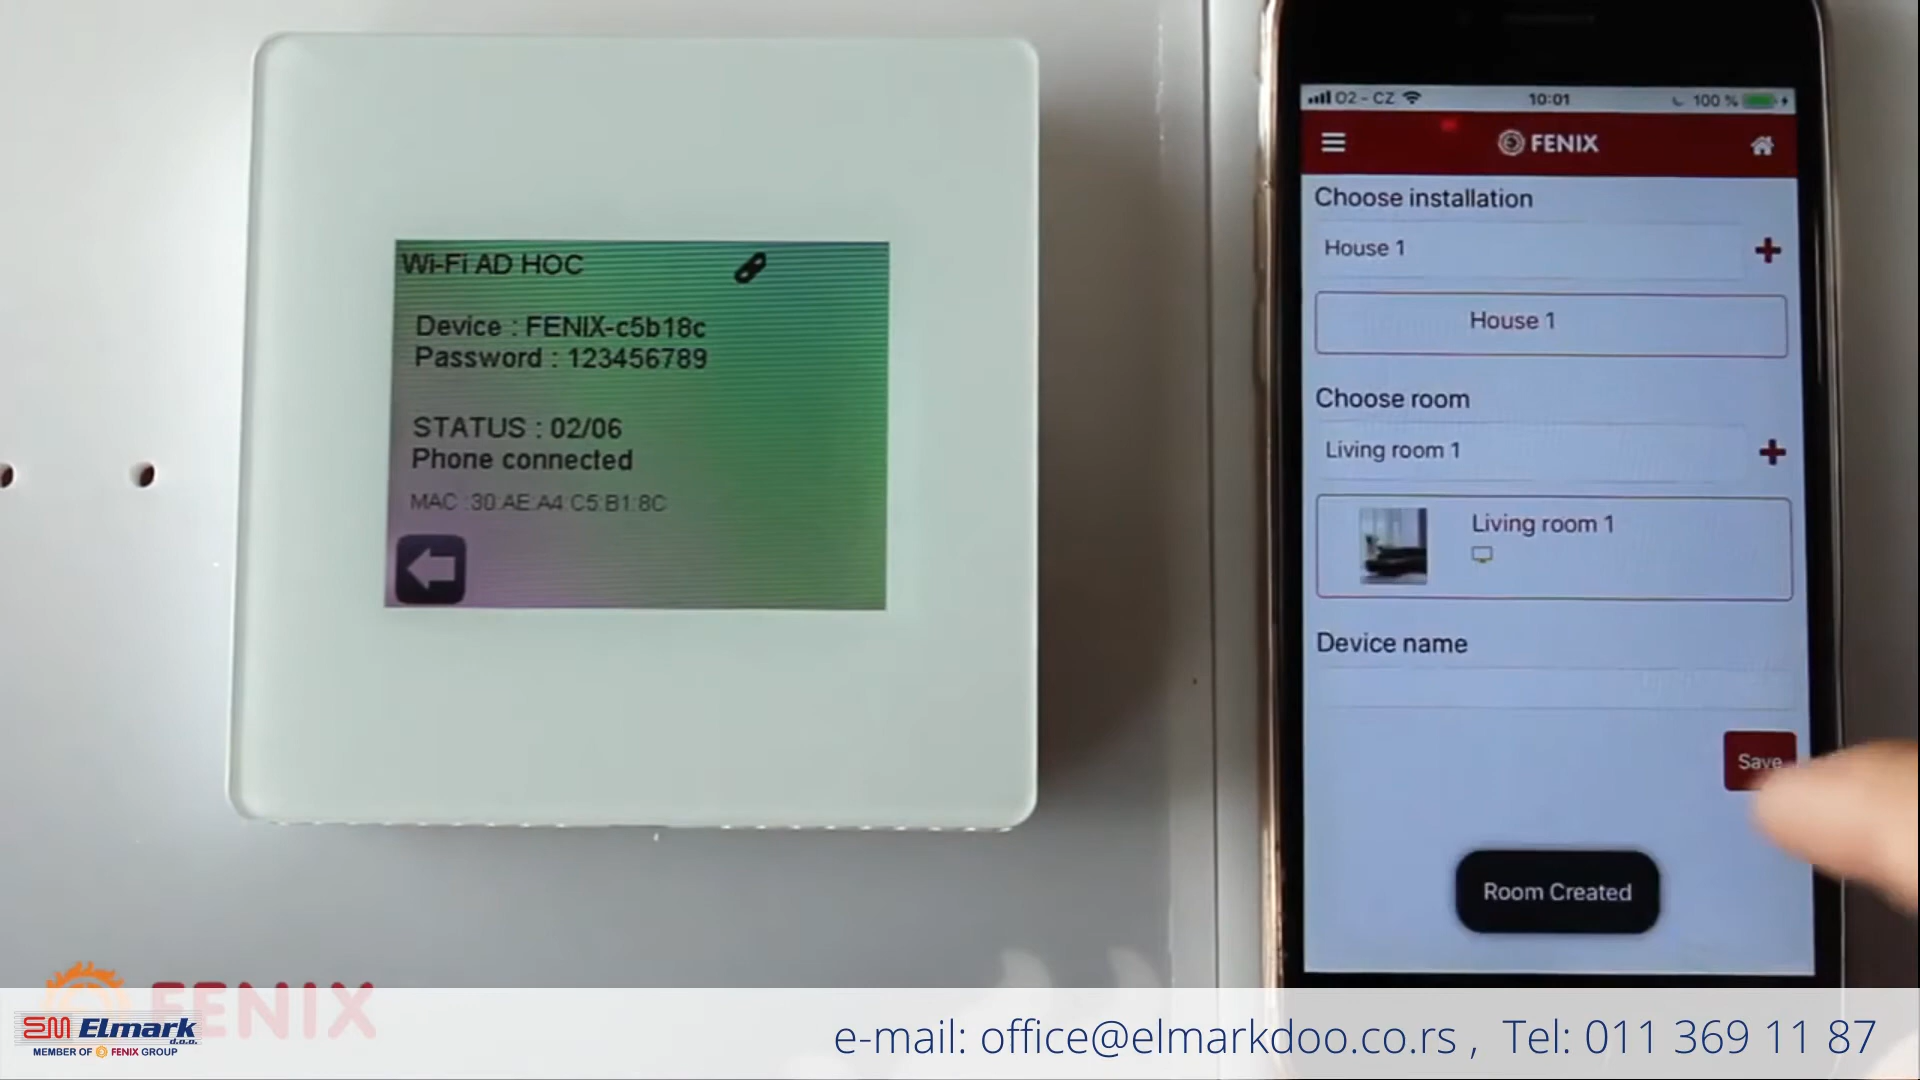 Wi-Fi AD HOC
Device : FENIX-c5b18c
Password : 123456789
STATUS : 02/06
Phone connected
MAC :30:AE:A4:C5:B1:8C
O2 - CZ
10:01
100 %
FENIX
Choose installation
House 1
House 1
Choose room
Living room 1
Living room 1
Device name
Save
Room Created
FENIX
EM Elmark
d.o.o.
MEMBER OF FENIX GROUP
e-mail: office@elmarkdoo.co.rs , Tel: 011 369 11 87